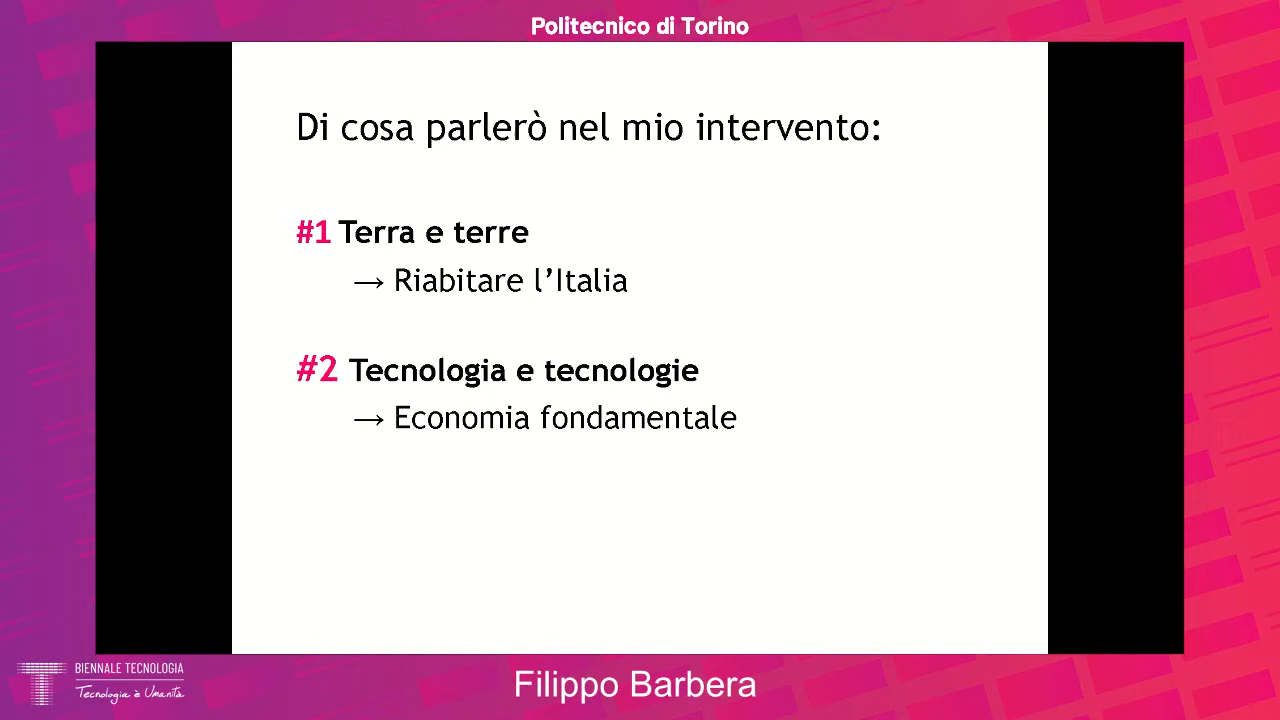 Politecnico di Torino
Di cosa parlerò nel mio intervento:
#1 Terra e terre
→ Riabitare l’Italia
#2 Tecnologia e tecnologie
→ Economia fondamentale
BIENNALE TECNOLOGIA
Tecnologia è Umanità
Filippo Barbera